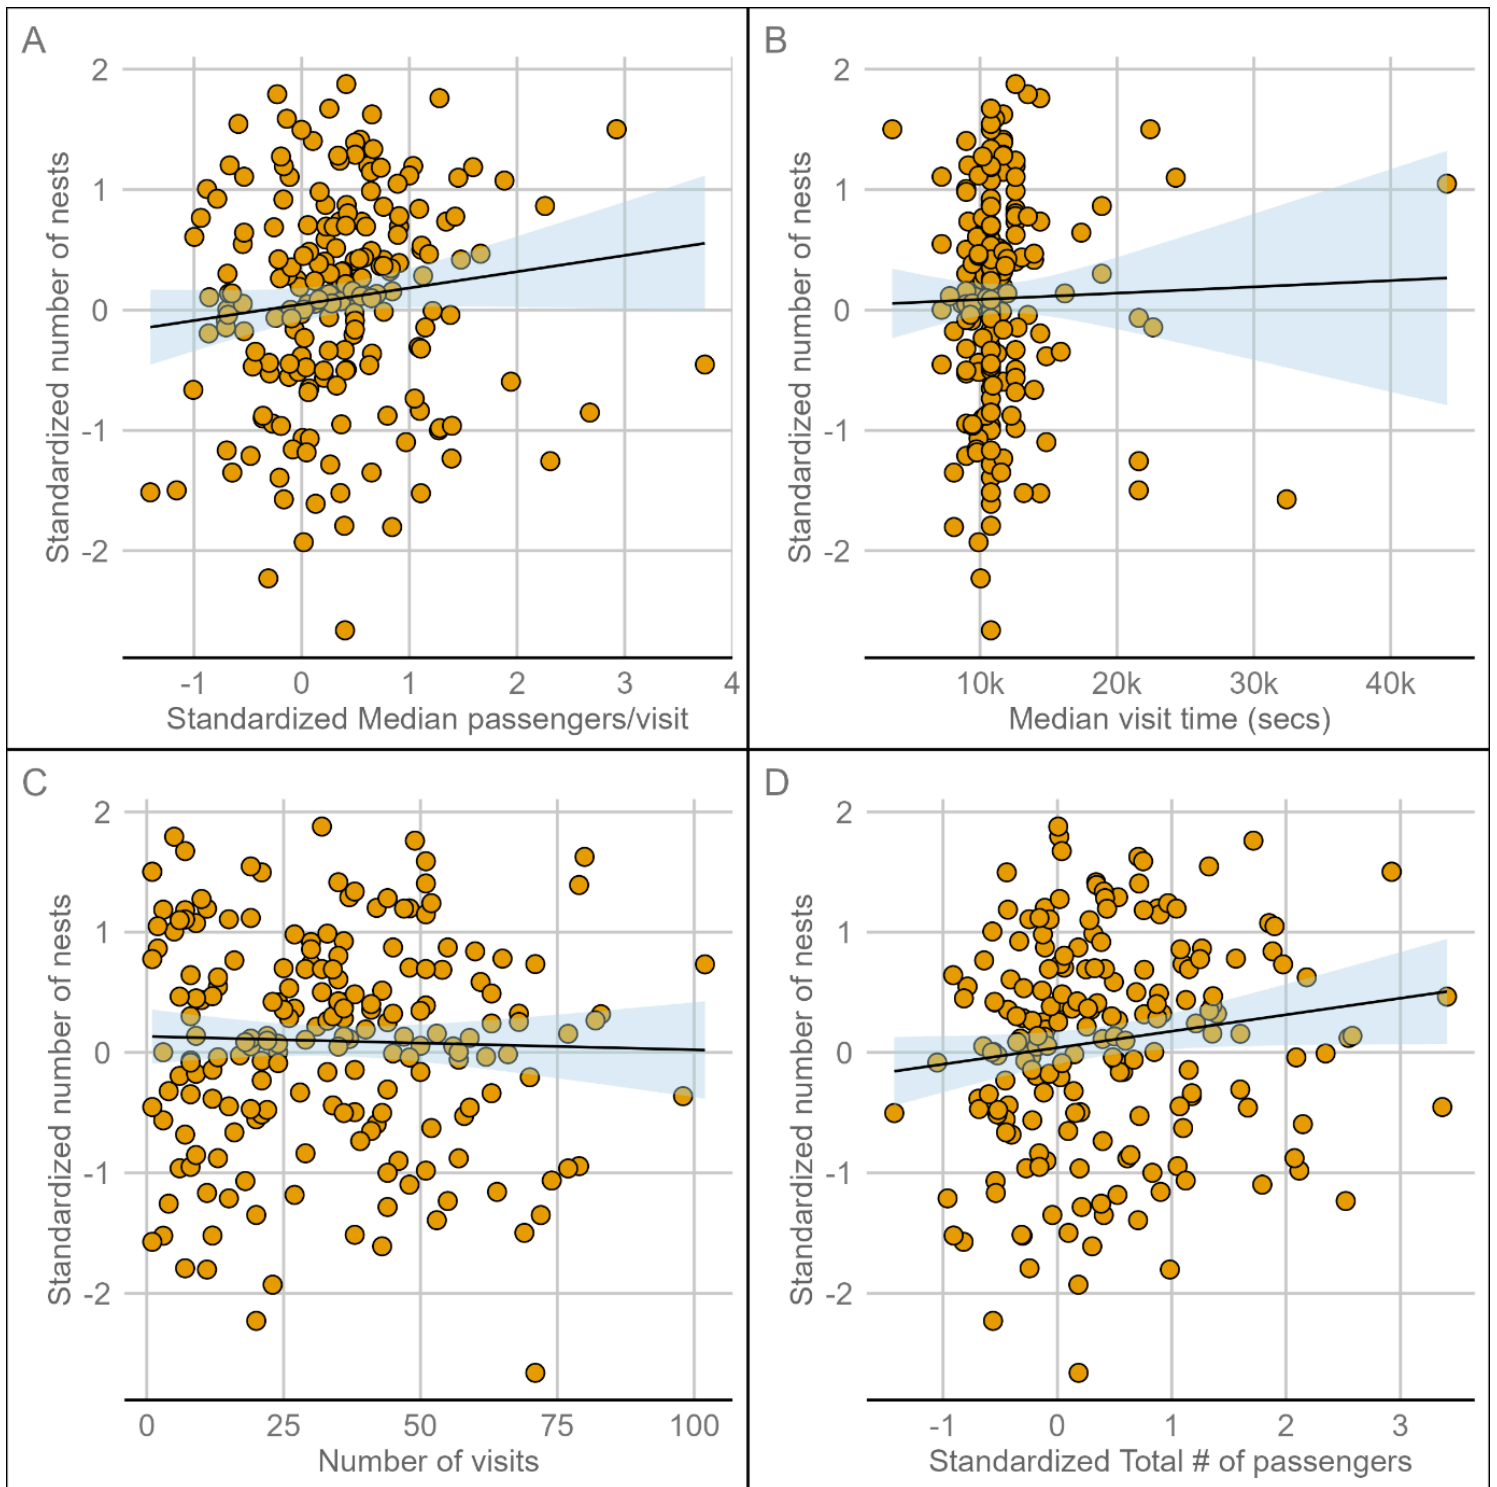 A
Standardized number of nests
2
1
0
-1
-2
-1 0 1 2 3 4
Standardized Median passengers/visit
B
Standardized number of nests
2
1
0
-1
-2
10k 20k 30k 40k
Median visit time (secs)
C
Standardized number of nests
2
1
0
-1
-2
0 25 50 75 100
Number of visits
D
Standardized number of nests
2
1
0
-1
-2
-1 0 1 2 3
Standardized Total # of passengers